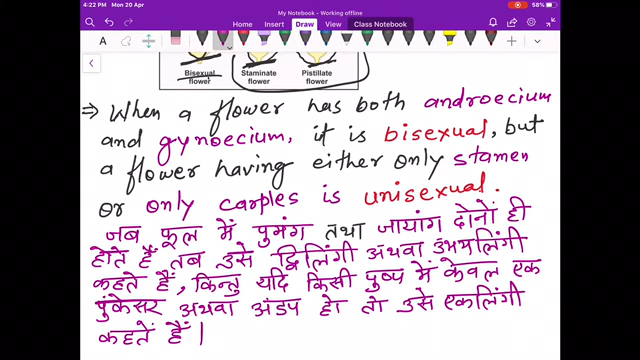 4:22 PM Mon 20 Apr
My Notebook - Working offline
58%
Home Insert Draw View Class Notebook
A
Bisexual flower
Staminate flower
Pistillate flower
⇒ When a flower has both androecium
and gynoecium, it is bisexual, but
a flower having either only stamen
or only carples is unisexual.
जब फूल में पुमंग तथा जायांग दोनों ही
होते हैं तब उसे द्विलिंगी अथवा उभयलिंगी
कहते हैं, किन्तु यदि किसी पुष्प में केवल एक
पुंकेसर अथवा अंडप हो तो उसे एकलिंगी
कहतें हैं |